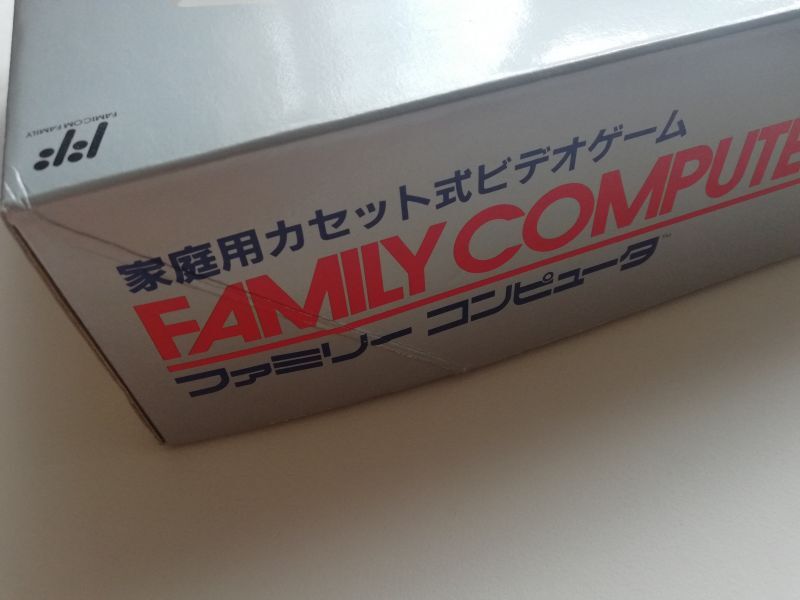 FAMICOM FAMILY
家庭用カセット式ビデオゲーム
FAMILY COMPUTE
ファミリー コンピュータ™